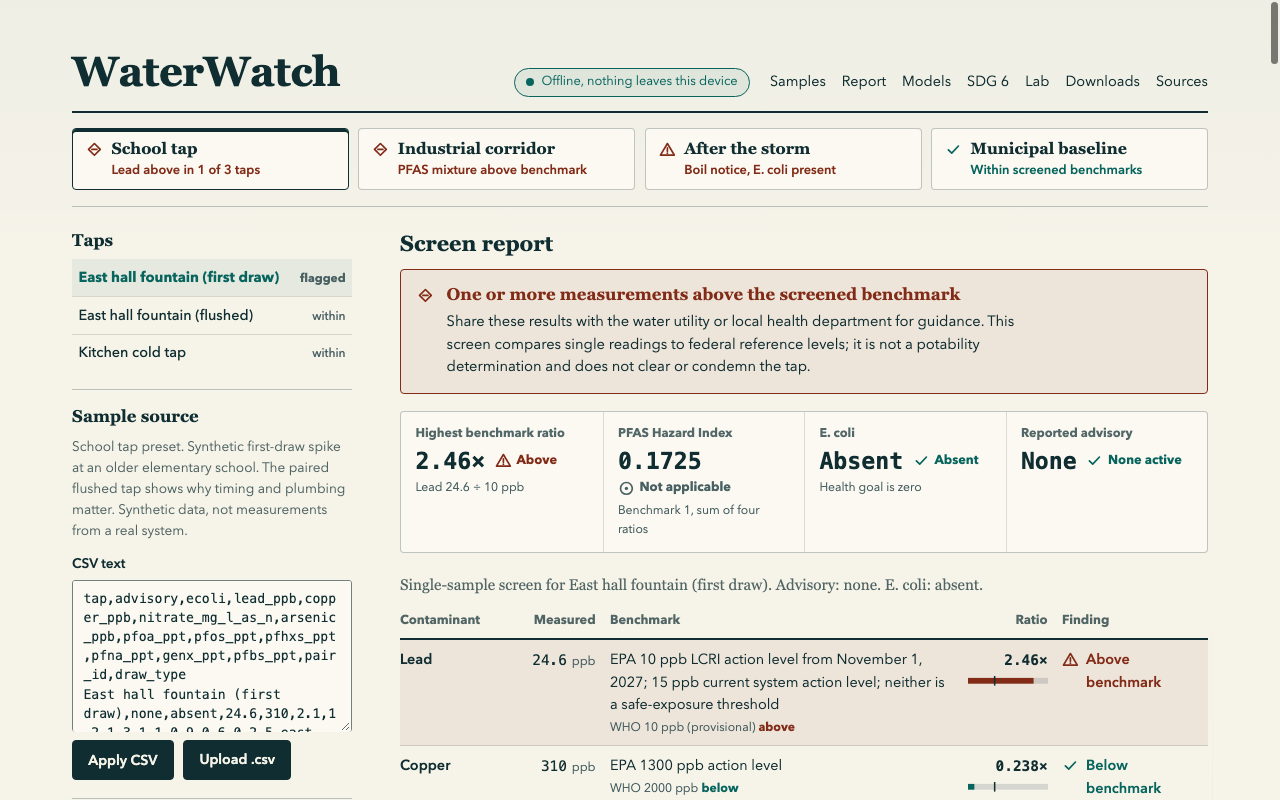 WaterWatch
Offline, nothing leaves this device
Samples Report Models SDG 6 Lab Downloads Sources
School tap
Lead above in 1 of 3 taps
Industrial corridor
PFAS mixture above benchmark
After the storm
Boil notice, E. coli present
Municipal baseline
Within screened benchmarks
Taps
East hall fountain (first draw) flagged
East hall fountain (flushed) within
Kitchen cold tap within
Sample source
School tap preset. Synthetic first-draw spike
at an older elementary school. The paired
flushed tap shows why timing and plumbing
matter. Synthetic data, not measurements
from a real system.
CSV text
tap,advisory,ecoli,lead_ppb,copp
er_ppb,nitrate_mg_l_as_n,arsenic
_ppb,pfoa_ppt,pfos_ppt,pfhxs_ppt
,pfna_ppt,genx_ppt,pfbs_ppt,pair
_id,draw_type
East hall fountain (first
draw),none,absent,24.6,310,2.1,1
Apply CSV Upload .csv
Screen report
One or more measurements above the screened benchmark
Share these results with the water utility or local health department for guidance. This
screen compares single readings to federal reference levels; it is not a potability
determination and does not clear or condemn the tap.
Highest benchmark ratio
2.46× Above
Lead 24.6 ÷ 10 ppb
PFAS Hazard Index
0.1725
Not applicable
Benchmark 1, sum of four
ratios
E. coli
Absent Absent
Health goal is zero
Reported advisory
None None active
Single-sample screen for East hall fountain (first draw). Advisory: none. E. coli: absent.
Contaminant Measured Benchmark Ratio Finding
Lead 24.6 ppb EPA 10 ppb LCRI action level from November 1, 2.46× Above
2027; 15 ppb current system action level; neither is benchmark
a safe-exposure threshold
WHO 10 ppb (provisional) above
Copper 310 ppb EPA 1300 ppb action level 0.238× Below
WHO 2000 ppb below benchmark